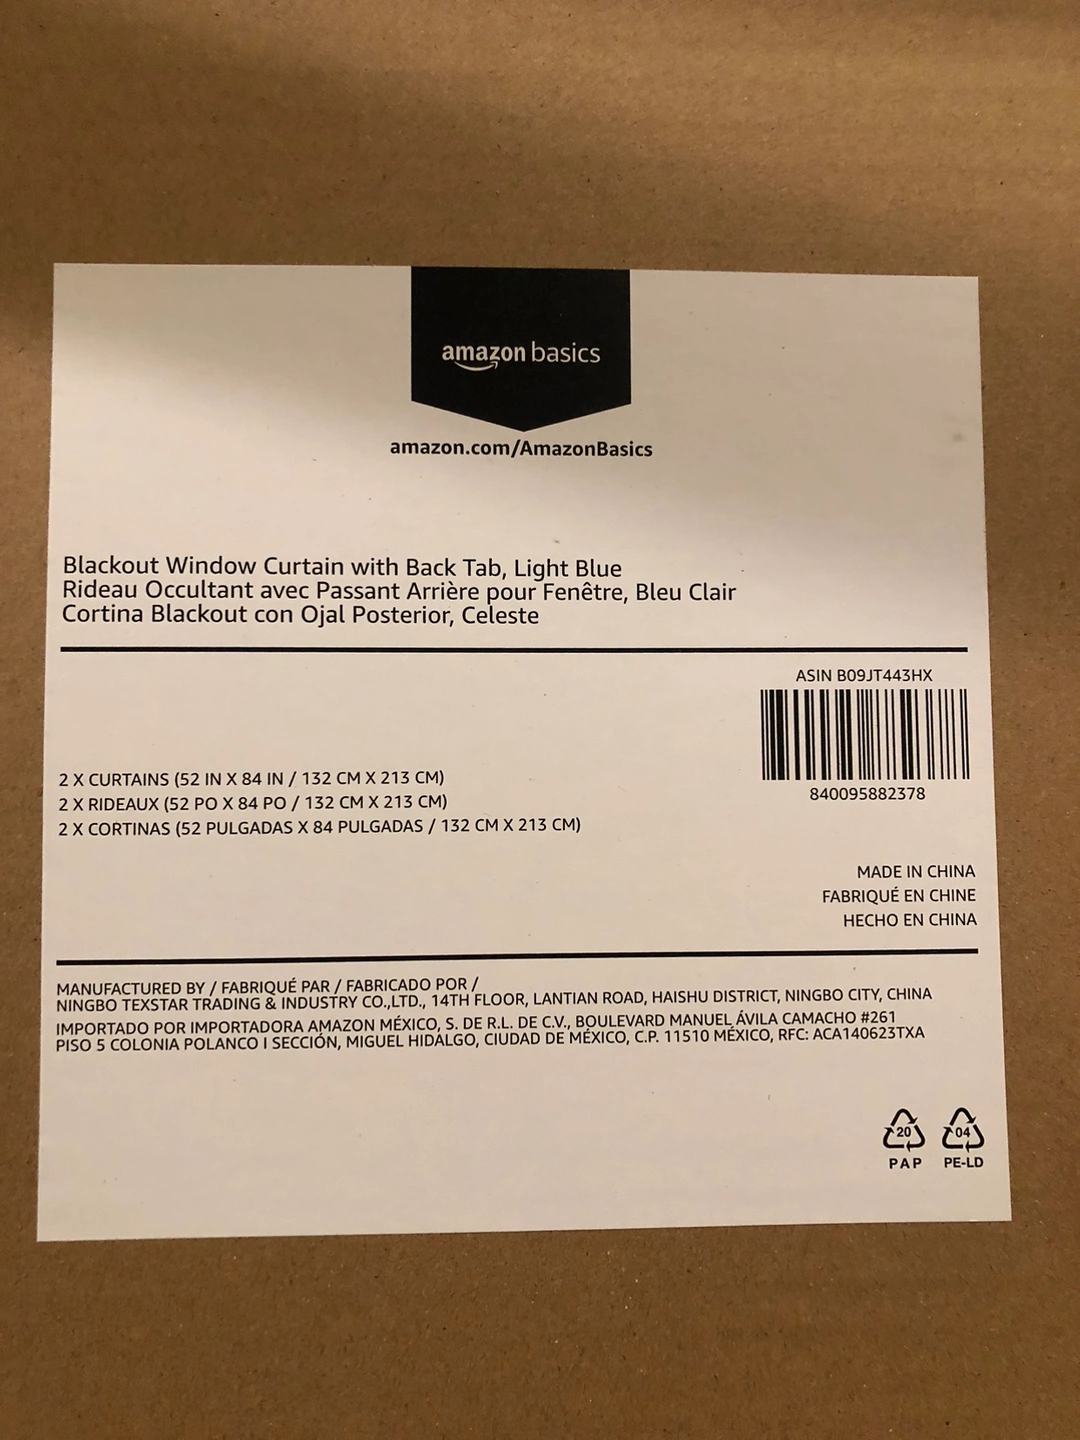 amazon basics
amazon.com/AmazonBasics
Blackout Window Curtain with Back Tab, Light Blue
Rideau Occultant avec Passant Arrière pour Fenêtre, Bleu Clair
Cortina Blackout con Ojal Posterior, Celeste
ASIN B09JT443HX
840095882378
2 X CURTAINS (52 IN X 84 IN / 132 CM X 213 CM)
2 X RIDEAUX (52 PO X 84 PO / 132 CM X 213 CM)
2 X CORTINAS (52 PULGADAS X 84 PULGADAS / 132 CM X 213 CM)
MADE IN CHINA
FABRIQUÉ EN CHINE
HECHO EN CHINA
MANUFACTURED BY / FABRIQUÉ PAR / FABRICADO POR /
NINGBO TEXSTAR TRADING & INDUSTRY CO.,LTD., 14TH FLOOR, LANTIAN ROAD, HAISHU DISTRICT, NINGBO CITY, CHINA
IMPORTADO POR IMPORTADORA AMAZON MÉXICO, S. DE R.L. DE C.V., BOULEVARD MANUEL ÁVILA CAMACHO #261
PISO 5 COLONIA POLANCO I SECCIÓN, MIGUEL HIDALGO, CIUDAD DE MÉXICO, C.P. 11510 MÉXICO, RFC: ACA140623TXA
20 04
PAP PE-LD